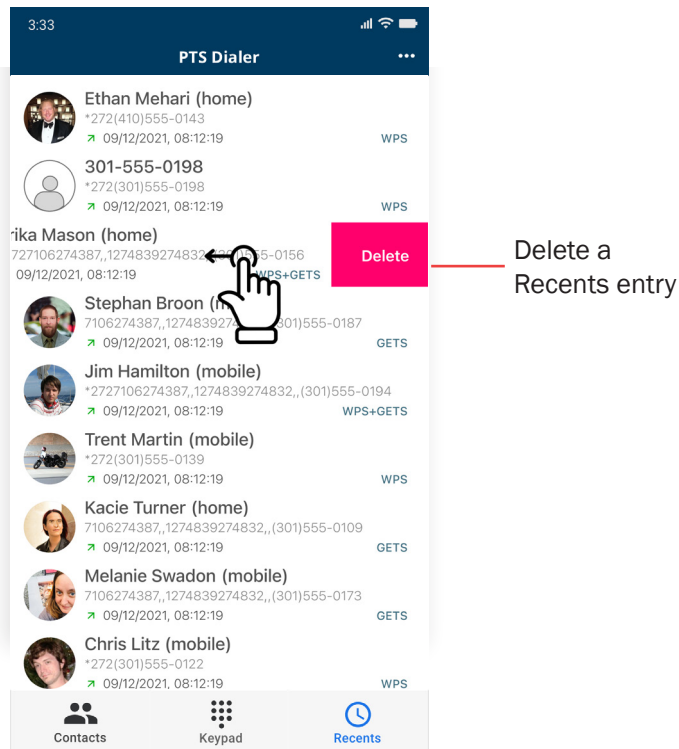 3:33
PTS Dialer
Ethan Mehari (home)
*272(410)555-0143
09/12/2021, 08:12:19 WPS
301-555-0198
*272(301)555-0198
09/12/2021, 08:12:19 WPS
rika Mason (home)
727106274387,,1274839274832 555-0156
09/12/2021, 08:12:19 WPS+GETS
Delete
Delete a
Recents entry
Stephan Broon
7106274387,,127483927 301)555-0187
09/12/2021, 08:12:19 GETS
Jim Hamilton (mobile)
*2727106274387,,1274839274832,,(301)555-0194
09/12/2021, 08:12:19 WPS+GETS
Trent Martin (mobile)
*272(301)555-0139
09/12/2021, 08:12:19 WPS
Kacie Turner (home)
7106274387,,1274839274832,,(301)555-0109
09/12/2021, 08:12:19 GETS
Melanie Swadon (mobile)
7106274387,,1274839274832,,(301)555-0173
09/12/2021, 08:12:19 GETS
Chris Litz (mobile)
*272(301)555-0122
09/12/2021, 08:12:19 WPS
Contacts Keypad Recents